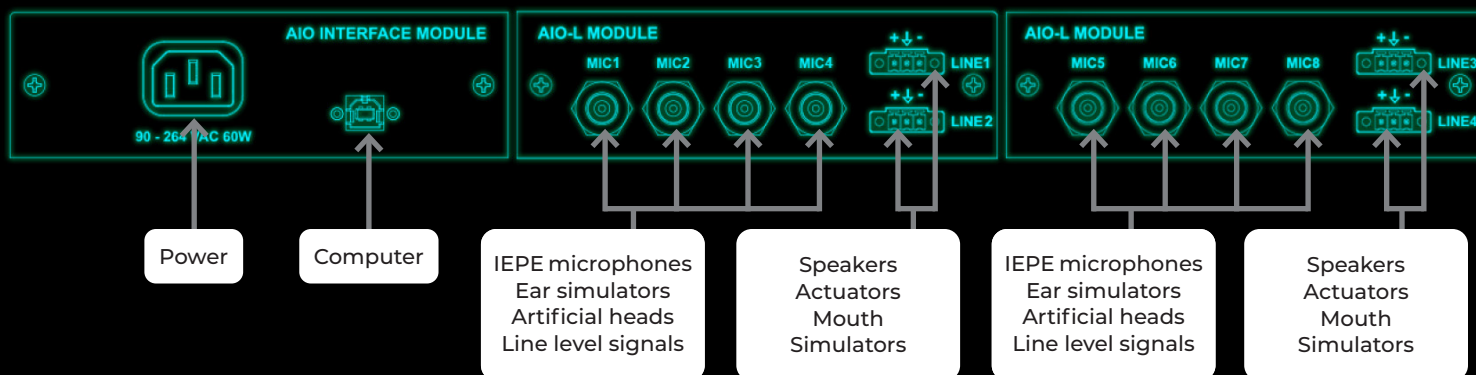 AIO INTERFACE MODULE
90 - 264 VAC 60W
AIO-L MODULE
MIC1 MIC2 MIC3 MIC4
+ -
LINE1
+ -
LINE2
AIO-L MODULE
MIC5 MIC6 MIC7 MIC8
+ -
LINE3
+ -
LINE4
Power
Computer
IEPE microphones
Ear simulators
Artificial heads
Line level signals
Speakers
Actuators
Mouth
Simulators
IEPE microphones
Ear simulators
Artificial heads
Line level signals
Speakers
Actuators
Mouth
Simulators